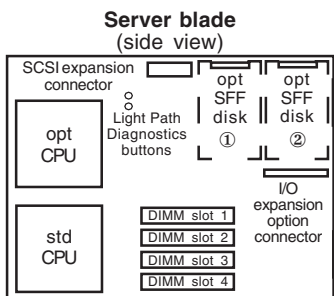 Server blade
(side view)
SCSI expansion
connector
opt
SFF
disk
①
opt
SFF
disk
②
Light Path
Diagnostics
buttons
opt
CPU
I/O
expansion
option
connector
std
CPU
DIMM slot 1
DIMM slot 2
DIMM slot 3
DIMM slot 4